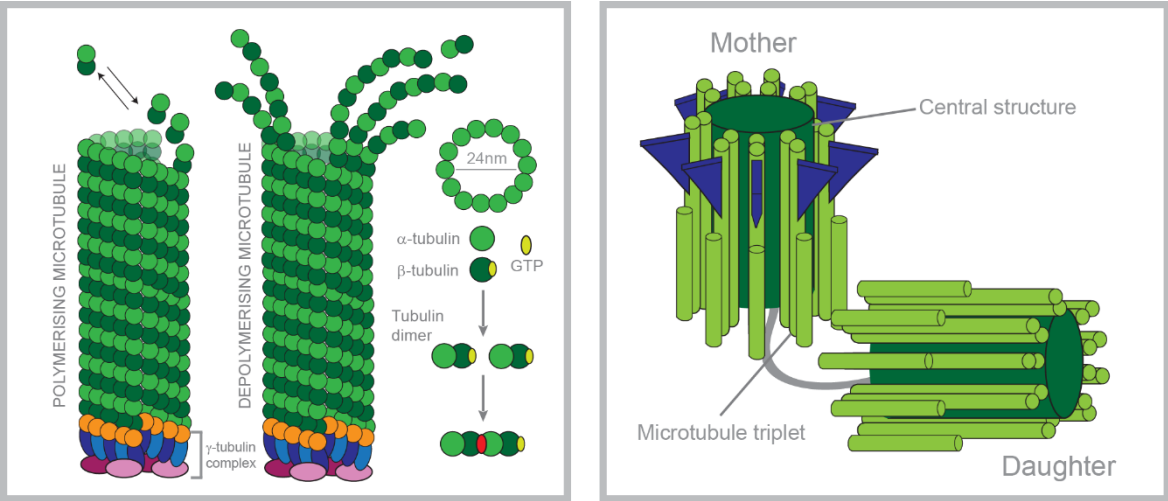 POLYMERISING MICROTUBULE
DEPOLYMERISING MICROTUBULE
24nm
α-tubulin
β-tubulin
GTP
Tubulin
dimer
γ-tubulin
complex
Mother
Central structure
Microtubule triplet
Daughter